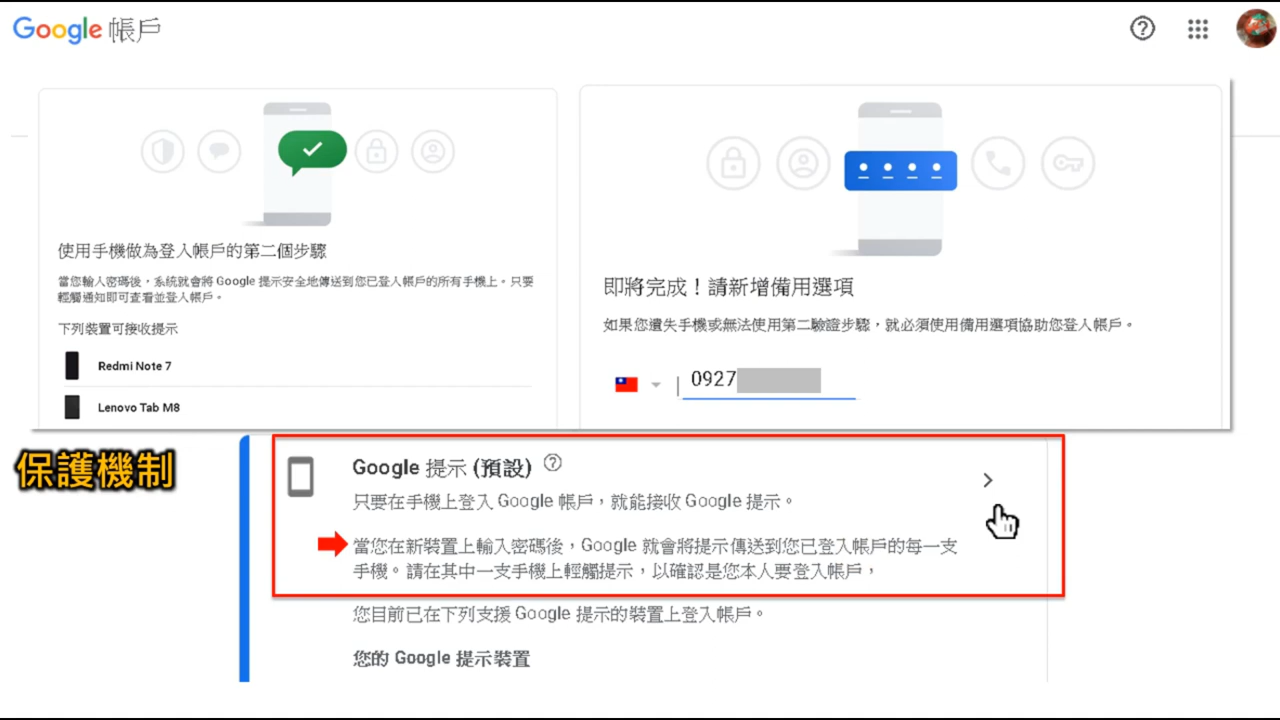 Google 帳戶
使用手機做為登入帳戶的第二個步驟
當您輸入密碼後，系統就會將 Google 提示安全地傳送到您已登入帳戶的所有手機上。只要
輕觸通知即可查看並登入帳戶。
下列裝置可接收提示
Redmi Note 7
Lenovo Tab M8
即將完成！請新增備用選項
如果您遺失手機或無法使用第二驗證步驟，就必須使用備用選項協助您登入帳戶。
0927
保護機制
Google 提示 (預設)
只要在手機上登入 Google 帳戶，就能接收 Google 提示。
當您在新裝置上輸入密碼後，Google 就會將提示傳送到您已登入帳戶的每一支
手機。請在其中一支手機上輕觸提示，以確認是您本人要登入帳戶，
您目前已在下列支援 Google 提示的裝置上登入帳戶。
您的 Google 提示裝置